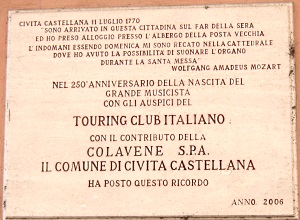 CIVITA CASTELLANA 11 LUGLIO 1770
"SONO ARRIVATO IN QUESTA CITTADINA SUL FAR DELLA SERA
ED HO PRESO ALLOGGIO PRESSO L'ALBERGO DELLA POSTA VECCHIA
L'INDOMANI ESSENDO DOMENICA MI SONO RECATO NELLA CATTEDRALE
DOVE HO AVUTO LA POSSIBILITA' DI SUONARE L'ORGANO
DURANTE LA SANTA MESSA"
WOLFGANG AMADEUS MOZART
NEL 250°ANNIVERSARIO DELLA NASCITA DEL
GRANDE MUSICISTA
CON GLI AUSPICI DEL
TOURING CLUB ITALIANO
CON IL CONTRIBUTO DELLA
COLAVENE S.P.A.
IL COMUNE DI CIVITA CASTELLANA
HA POSTO QUESTO RICORDO
ANNO 2006